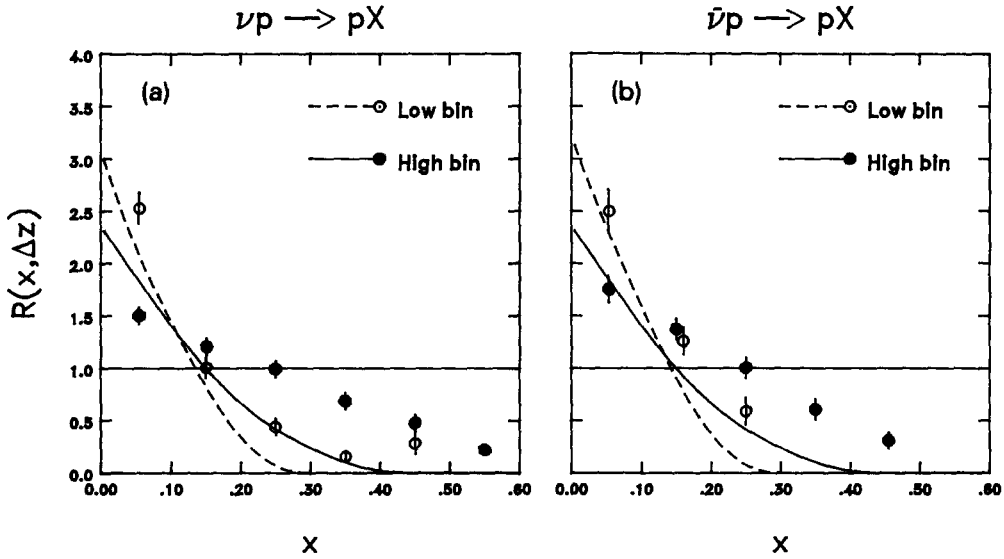 νp —> pX
ν̄p —> pX
R(x,Δz)
4.0
3.5
3.0
2.5
2.0
1.5
1.0
0.5
0.0
(a)
Low bin
High bin
0.00 .10 .20 .30 .40 .50 .60
x
(b)
Low bin
High bin
0.00 .10 .20 .30 .40 .50 .60
x